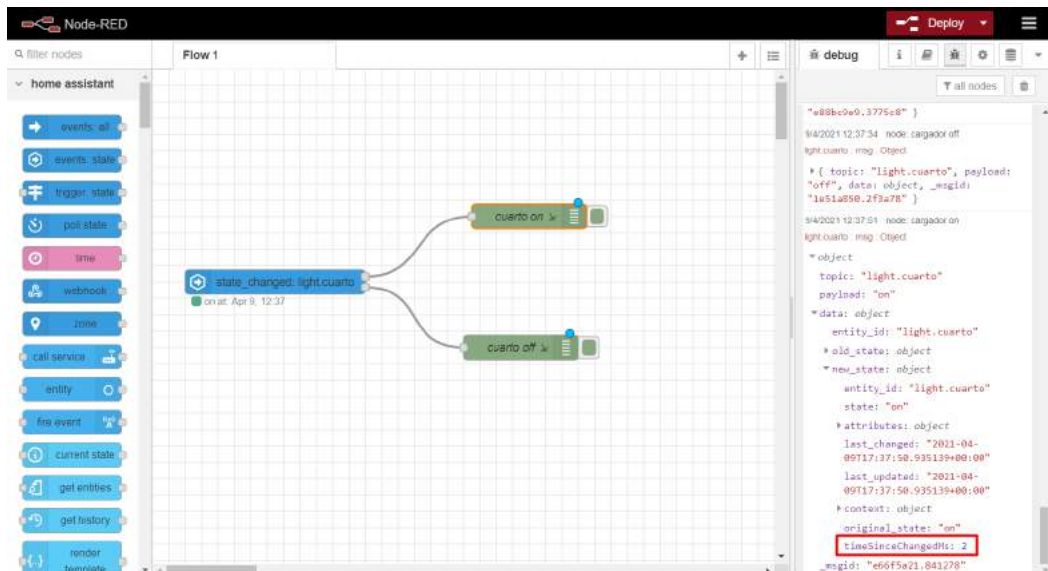 Node-RED
Deploy
filter nodes
Flow 1
debug
home assistant
all nodes
events: all
events: state
trigger: state
poll state
time
webhook
zone
call service
entity
fire event
current state
get entities
get history
render
template
state_changed: light.cuarto
on at: Apr 9, 12:37
cuarto on
cuarto off
"e88bc9e9.3775c8" }
9/4/2021 12:37:34 node: cargador off
light.cuarto : msg : Object
{ topic: "light.cuarto", payload:
"off", data: object, _msgid:
"1e51a850.2f3a78" }
9/4/2021 12:37:51 node: cargador on
light.cuarto : msg : Object
object
topic: "light.cuarto"
payload: "on"
data: object
entity_id: "light.cuarto"
old_state: object
new_state: object
entity_id: "light.cuarto"
state: "on"
attributes: object
last_changed: "2021-04-
09T17:37:50.935139+00:00"
last_updated: "2021-04-
09T17:37:50.935139+00:00"
context: object
original_state: "on"
timeSinceChangedMs: 2
_msgid: "e66f5a21.841278"